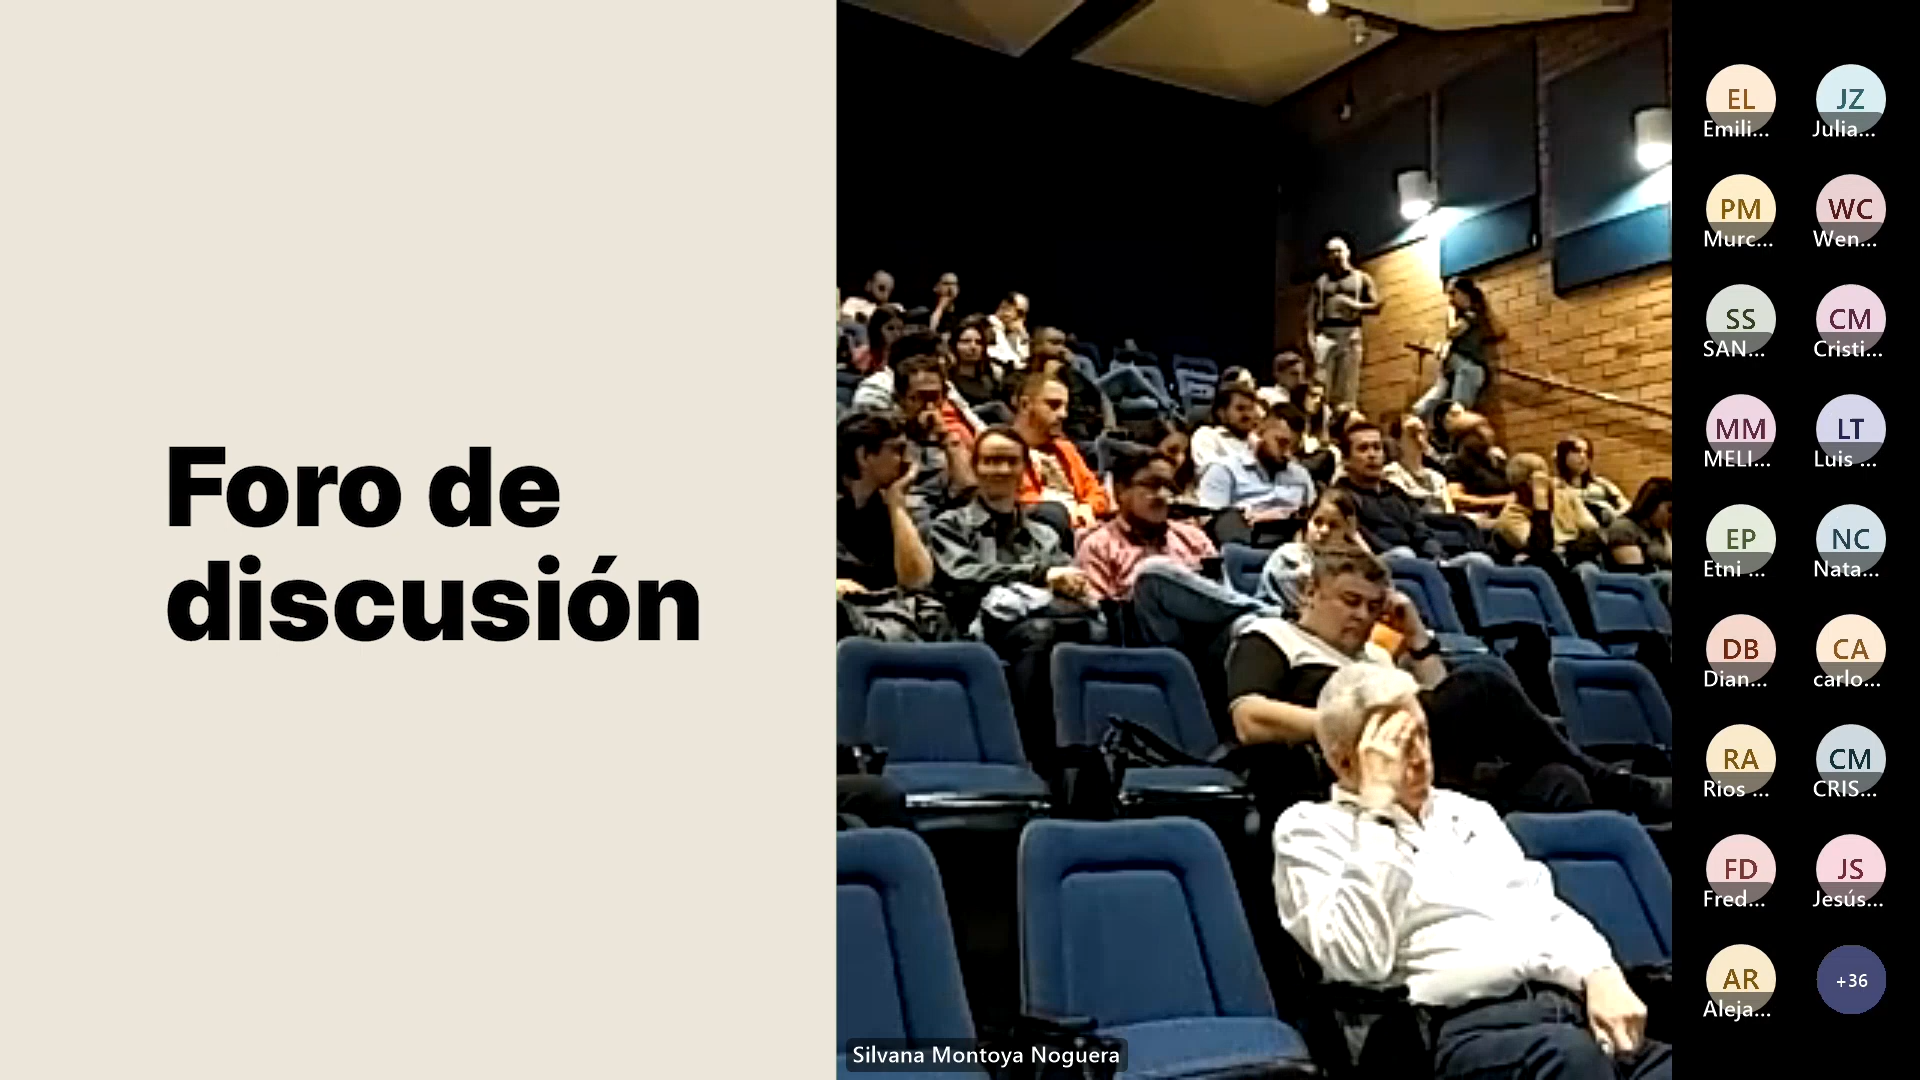 Foro de
discusión
Silvana Montoya Noguera
EL
Emili...
JZ
Julia...
PM
Murc...
WC
Wen...
SS
SAN...
CM
Cristi...
MM
MELI...
LT
Luis ...
EP
Etni ...
NC
Nata...
DB
Dian...
CA
carlo...
RA
Rios ...
CM
CRIS...
FD
Fred...
JS
Jesús...
AR
Aleja...
+36